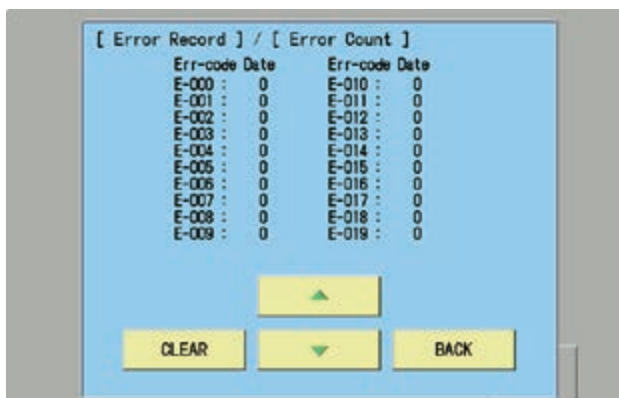 [ Error Record ] / [ Error Count ]
Err-code Date Err-code Date
E-000 : 0 E-010 : 0
E-001 : 0 E-011 : 0
E-002 : 0 E-012 : 0
E-003 : 0 E-013 : 0
E-004 : 0 E-014 : 0
E-005 : 0 E-015 : 0
E-006 : 0 E-016 : 0
E-007 : 0 E-017 : 0
E-008 : 0 E-018 : 0
E-009 : 0 E-019 : 0
CLEAR BACK